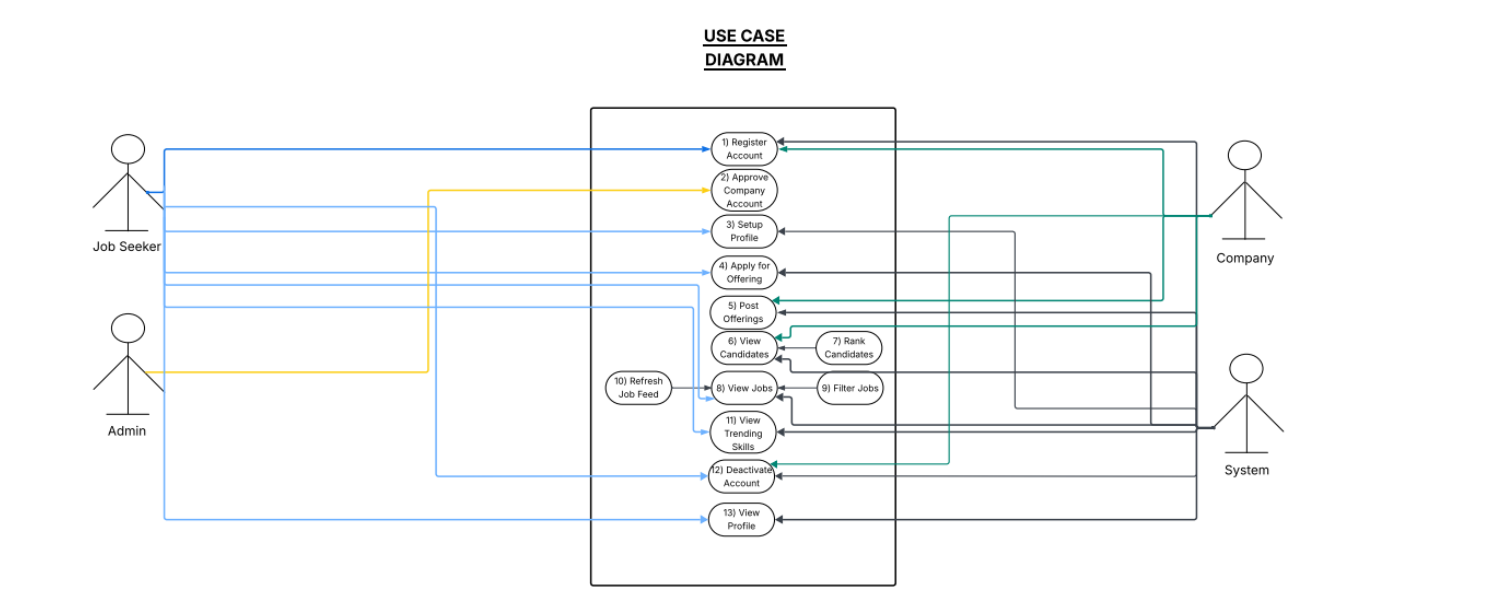 USE CASE
DIAGRAM
Job Seeker
Admin
1) Register
Account
2) Approve
Company
Account
3) Setup
Profile
4) Apply for
Offering
5) Post
Offerings
6) View
Candidates
7) Rank
Candidates
10) Refresh
Job Feed
8) View Jobs
9) Filter Jobs
11) View
Trending
Skills
12) Deactivate
Account
13) View
Profile
Company
System